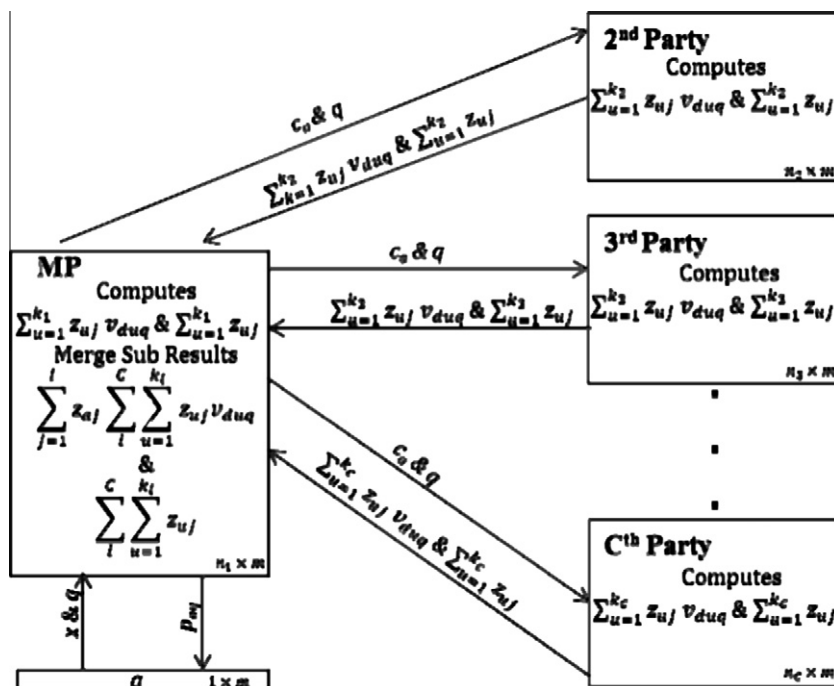 2nd Party
Computes
∑_{u=1}^{k_2} z_{uj} v_{duq} & ∑_{u=1}^{k_2} z_{uj}
n_2 × m
c_a & q
∑_{k=1}^{k_2} z_{uj} v_{duq} & ∑_{u=1}^{k_2} z_{uj}
3rd Party
Computes
∑_{u=1}^{k_3} z_{uj} v_{duq} & ∑_{u=1}^{k_3} z_{uj}
n_3 × m
c_a & q
∑_{u=1}^{k_3} z_{uj} v_{duq} & ∑_{u=1}^{k_3} z_{uj}
MP
Computes
∑_{u=1}^{k_1} z_{uj} v_{duq} & ∑_{u=1}^{k_1} z_{uj}
Merge Sub Results
∑_{j=1}^{l} z_{aj} ∑_{i}^{C} ∑_{u=1}^{k_i} z_{uj} v_{duq}
&
∑_{i}^{C} ∑_{u=1}^{k_i} z_{uj}
n_1 × m
c_a & q
∑_{u=1}^{k_c} z_{uj} v_{duq} & ∑_{u=1}^{k_c} z_{uj}
Cth Party
Computes
∑_{u=1}^{k_c} z_{uj} v_{duq} & ∑_{u=1}^{k_c} z_{uj}
n_C × m
x & q
p_{aq}
a 1 × m